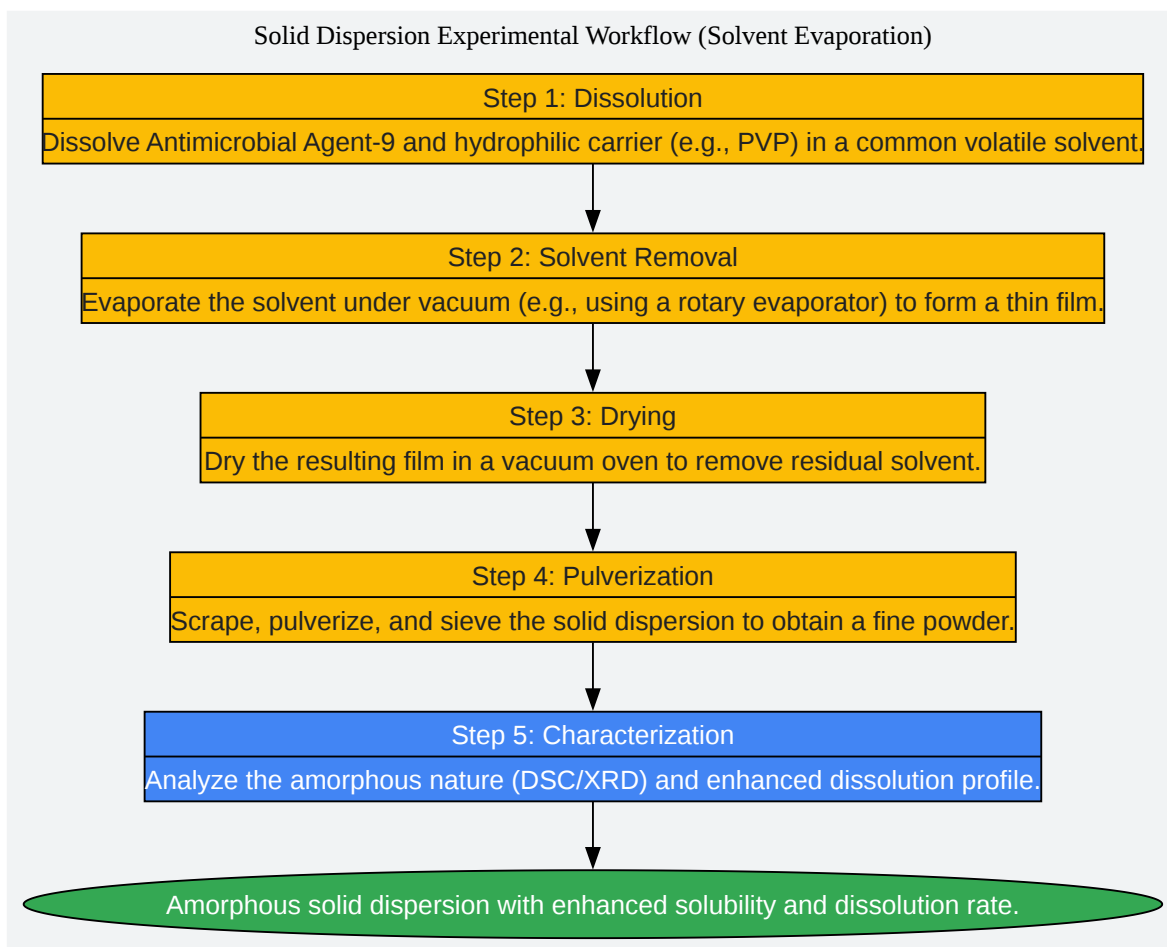 Solid Dispersion Experimental Workflow (Solvent Evaporation)
Step 1: Dissolution
Dissolve Antimicrobial Agent-9 and hydrophilic carrier (e.g., PVP) in a common volatile solvent.
Step 2: Solvent Removal
Evaporate the solvent under vacuum (e.g., using a rotary evaporator) to form a thin film.
Step 3: Drying
Dry the resulting film in a vacuum oven to remove residual solvent.
Step 4: Pulverization
Scrape, pulverize, and sieve the solid dispersion to obtain a fine powder.
Step 5: Characterization
Analyze the amorphous nature (DSC/XRD) and enhanced dissolution profile.
Amorphous solid dispersion with enhanced solubility and dissolution rate.